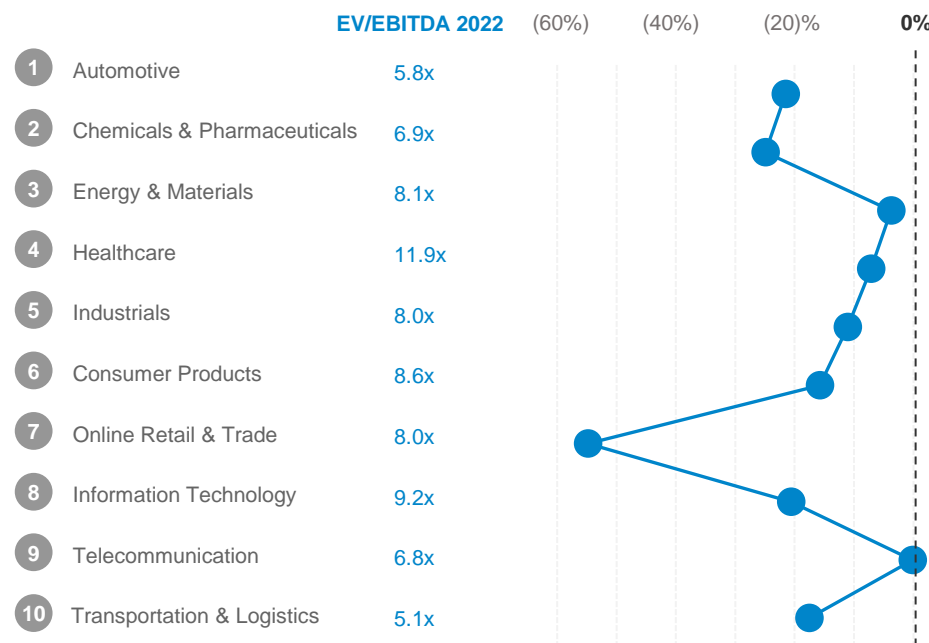 EV/EBITDA 2022 (60%) (40%) (20)% 0%
1 Automotive 5.8x
2 Chemicals & Pharmaceuticals 6.9x
3 Energy & Materials 8.1x
4 Healthcare 11.9x
5 Industrials 8.0x
6 Consumer Products 8.6x
7 Online Retail & Trade 8.0x
8 Information Technology 9.2x
9 Telecommunication 6.8x
10 Transportation & Logistics 5.1x